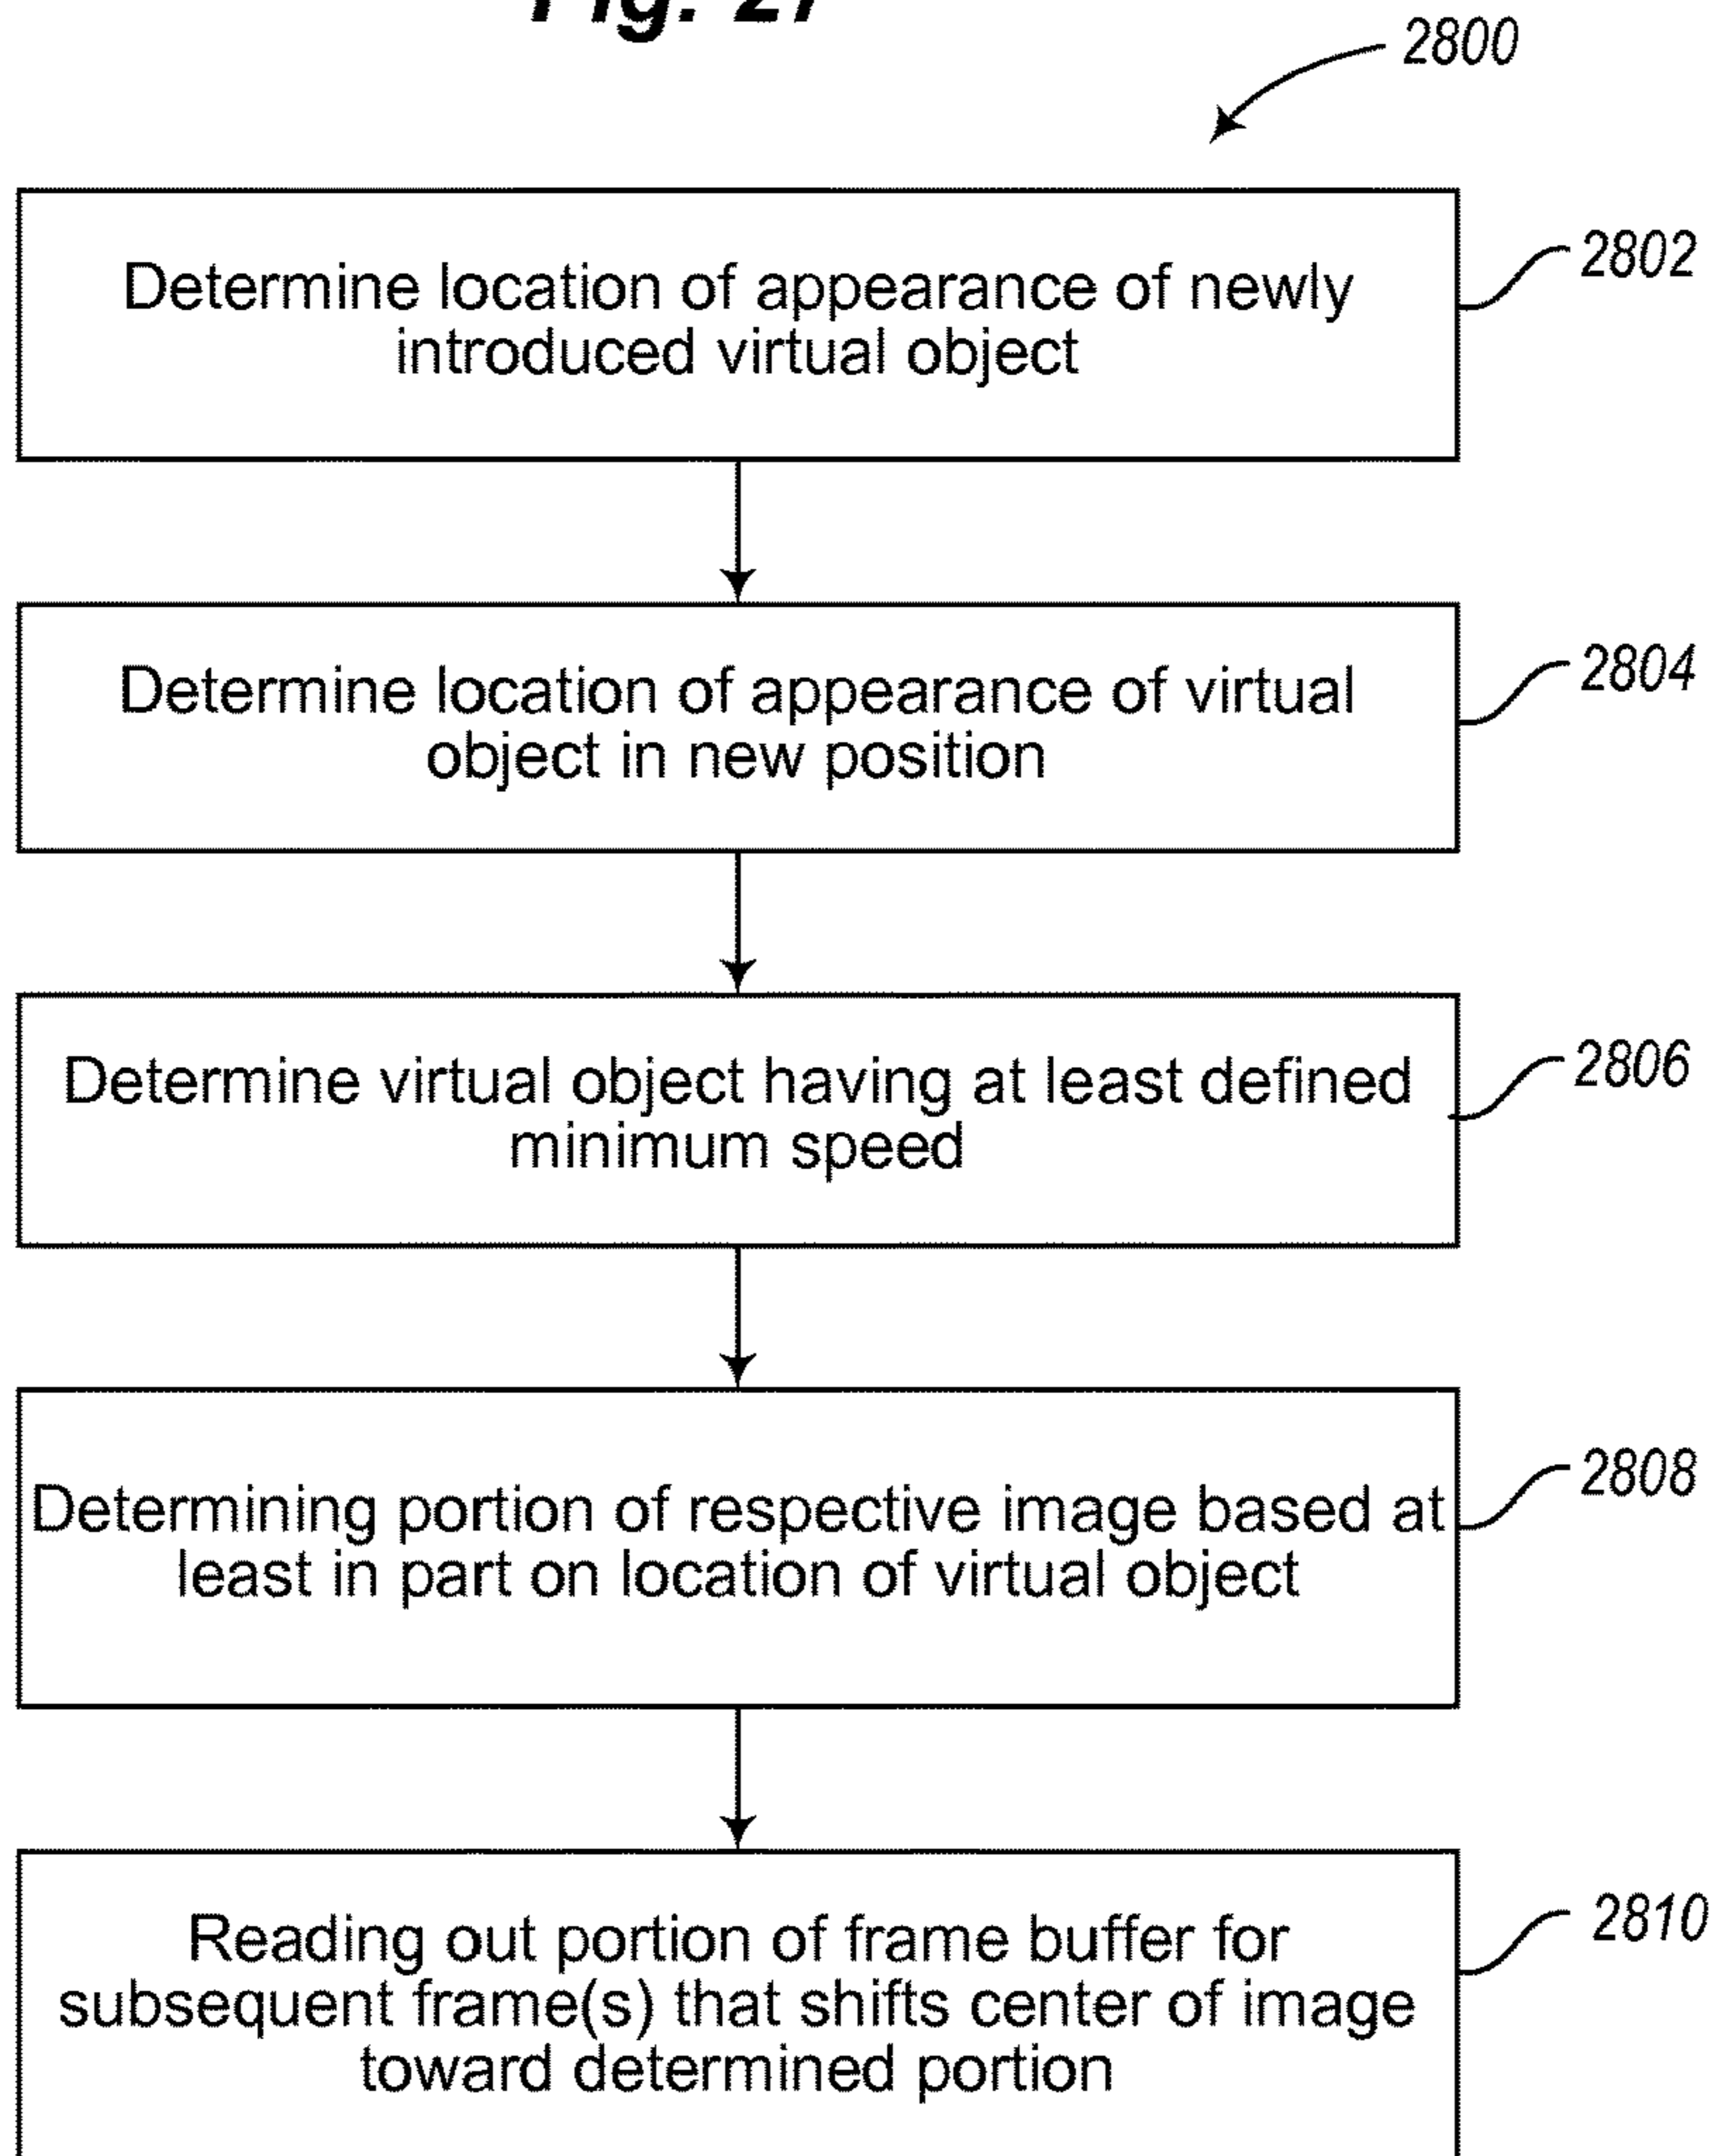 Fig. 27
2800
Determine location of appearance of newly
introduced virtual object
2802
Determine location of appearance of virtual
object in new position
2804
Determine virtual object having at least defined
minimum speed
2806
Determining portion of respective image based at
least in part on location of virtual object
2808
Reading out portion of frame buffer for
subsequent frame(s) that shifts center of image
toward determined portion
2810